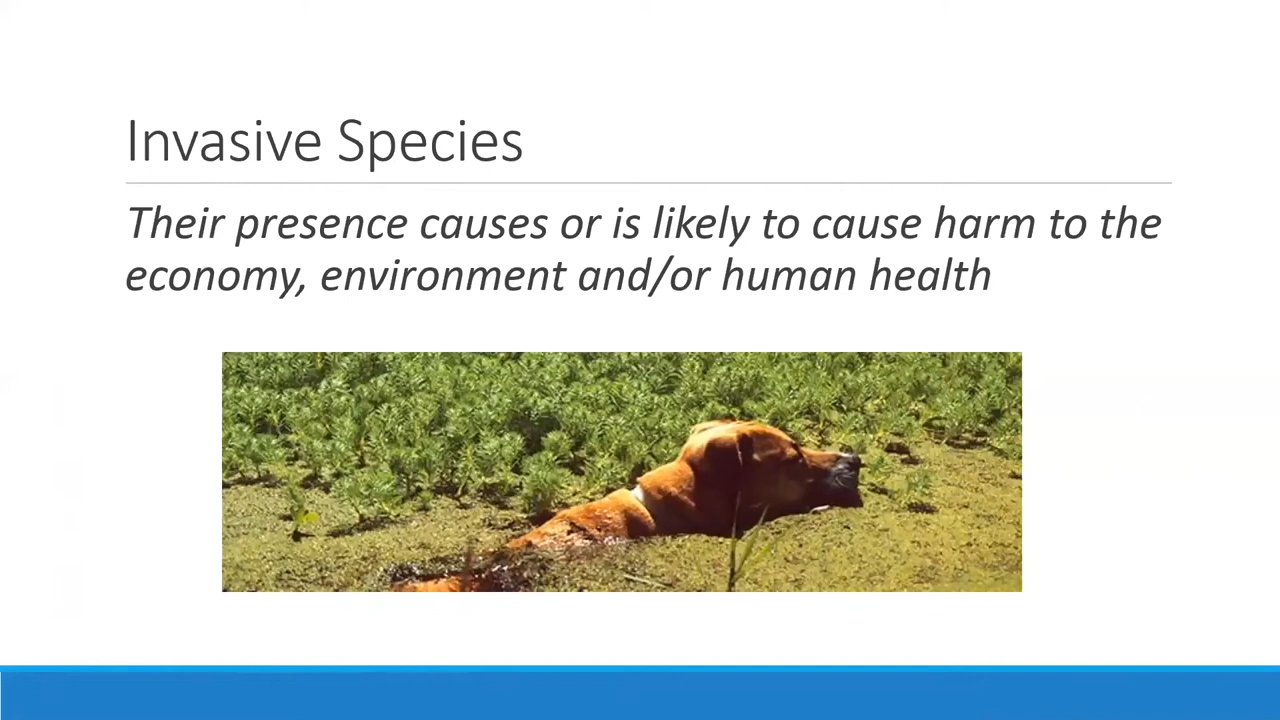 Invasive Species
Their presence causes or is likely to cause harm to the
economy, environment and/or human health